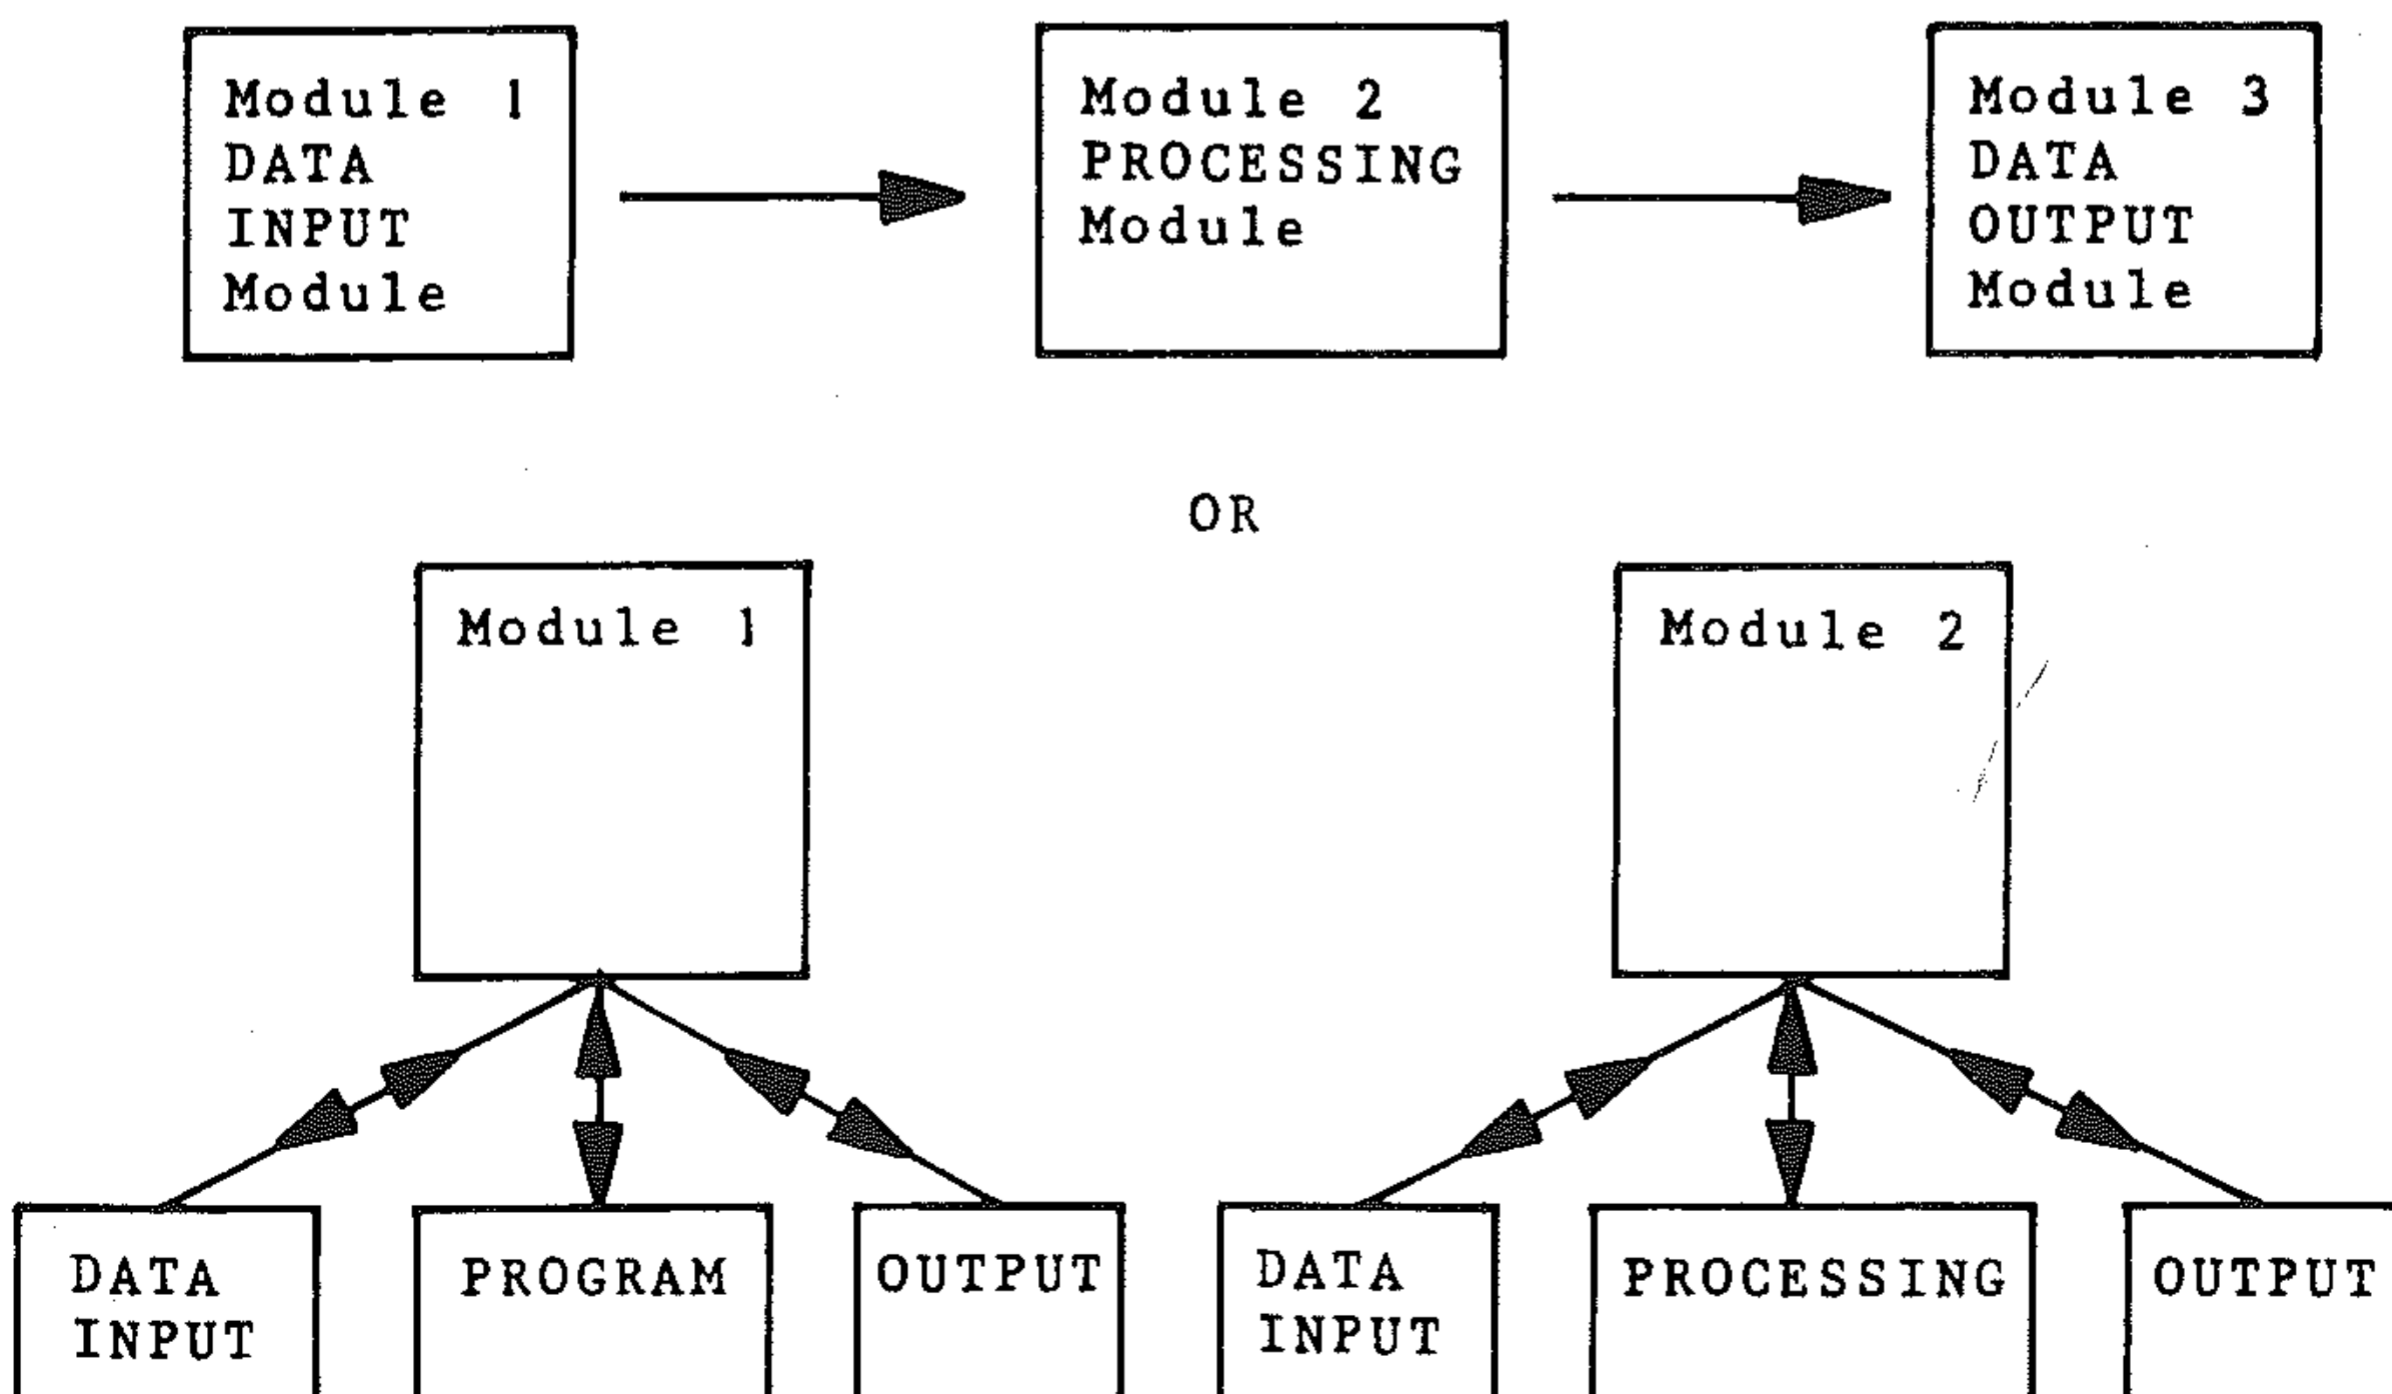 Module 1
DATA
INPUT
Module
Module 2
PROCESSING
Module
Module 3
DATA
OUTPUT
Module
OR
Module 1
Module 2
DATA
INPUT
PROGRAM
OUTPUT
DATA
INPUT
PROCESSING
OUTPUT